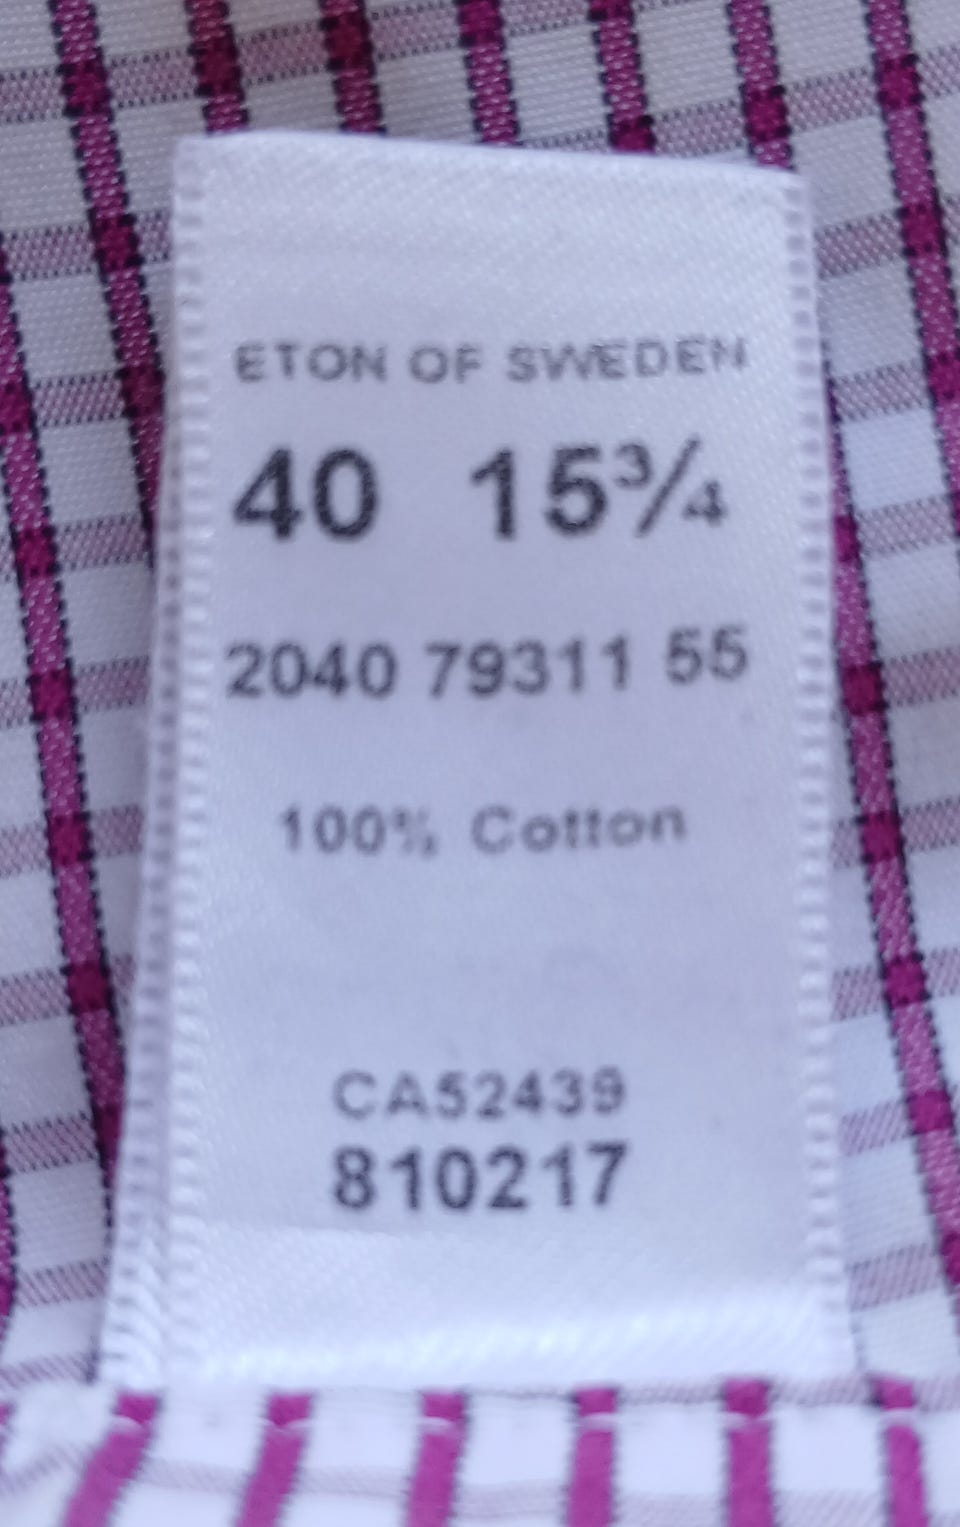 ETON OF SWEDEN
40 15¾
2040 79311 55
100% Cotton
CA52439
810217